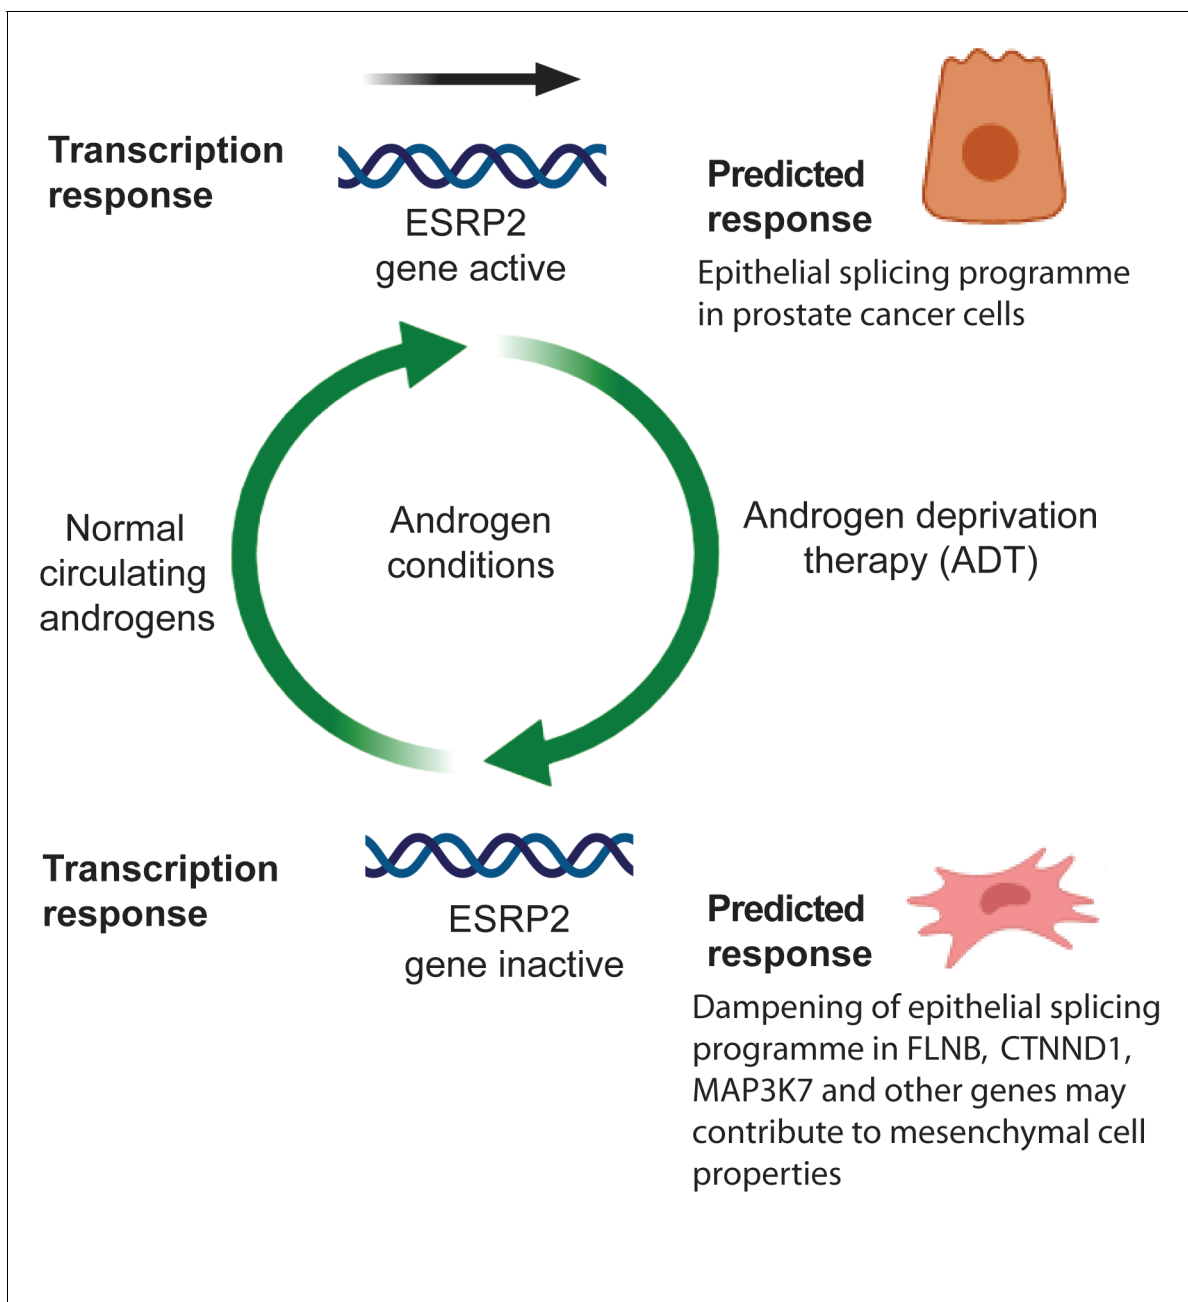 Transcription
response
ESRP2
gene active
Predicted
response
Epithelial splicing programme
in prostate cancer cells
Normal
circulating
androgens
Androgen
conditions
Androgen deprivation
therapy (ADT)
Transcription
response
ESRP2
gene inactive
Predicted
response
Dampening of epithelial splicing
programme in FLNB, CTNND1,
MAP3K7 and other genes may
contribute to mesenchymal cell
properties